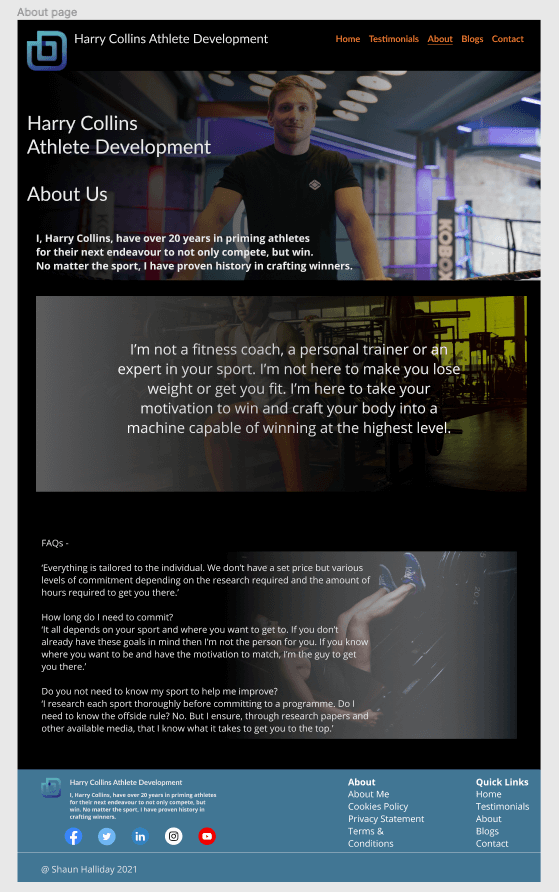 About page
Harry Collins Athlete Development
Home Testimonials About Blogs Contact
Harry Collins
Athlete Development
About Us
I, Harry Collins, have over 20 years in priming athletes
for their next endeavour to not only compete, but win.
No matter the sport, I have proven history in crafting winners.
KOBOX
I’m not a fitness coach, a personal trainer or an
expert in your sport. I’m not here to make you lose
weight or get you fit. I’m here to take your
motivation to win and craft your body into a
machine capable of winning at the highest level.
FAQs -
‘Everything is tailored to the individual. We don’t have a set price but various
levels of commitment depending on the research required and the amount of
hours required to get you there.’
How long do I need to commit?
‘It all depends on your sport and where you want to get to. If you don’t
already have these goals in mind then I’m not the person for you. If you know
where you want to be and have the motivation to match, I’m the guy to get
you there.’
Do you not need to know my sport to help me improve?
‘I research each sport thoroughly before committing to a programme. Do I
need to know the offside rule? No. But I ensure, through research papers and
other available media, that I know what it takes to get you to the top.’
Harry Collins Athlete Development
I, Harry Collins, have over 20 years in priming athletes
for their next endeavour to not only compete, but
win. No matter the sport, I have proven history in
crafting winners.
About
About Me
Cookies Policy
Privacy Statement
Terms &
Conditions
Quick Links
Home
Testimonials
About
Blogs
Contact
@ Shaun Halliday 2021